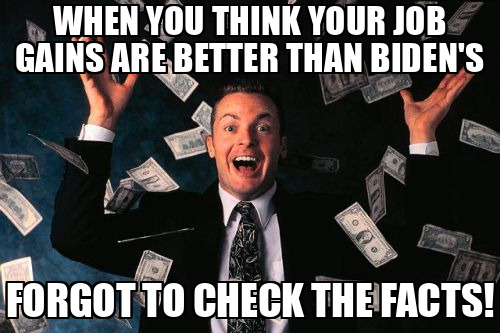 WHEN YOU THINK YOUR JOB
GAINS ARE BETTER THAN BIDEN'S
FORGOT TO CHECK THE FACTS!